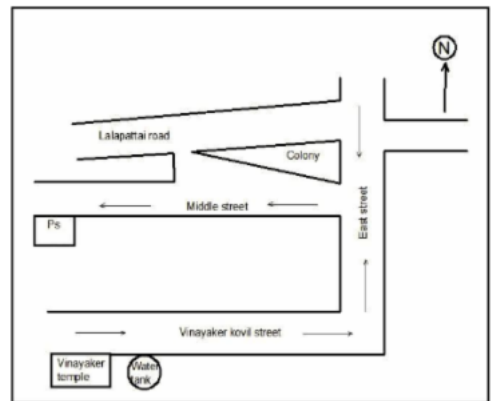 N
Lalapattai road
Colony
Middle street
East street
Ps
Vinayaker kovil street
Vinayaker
temple
Water
tank